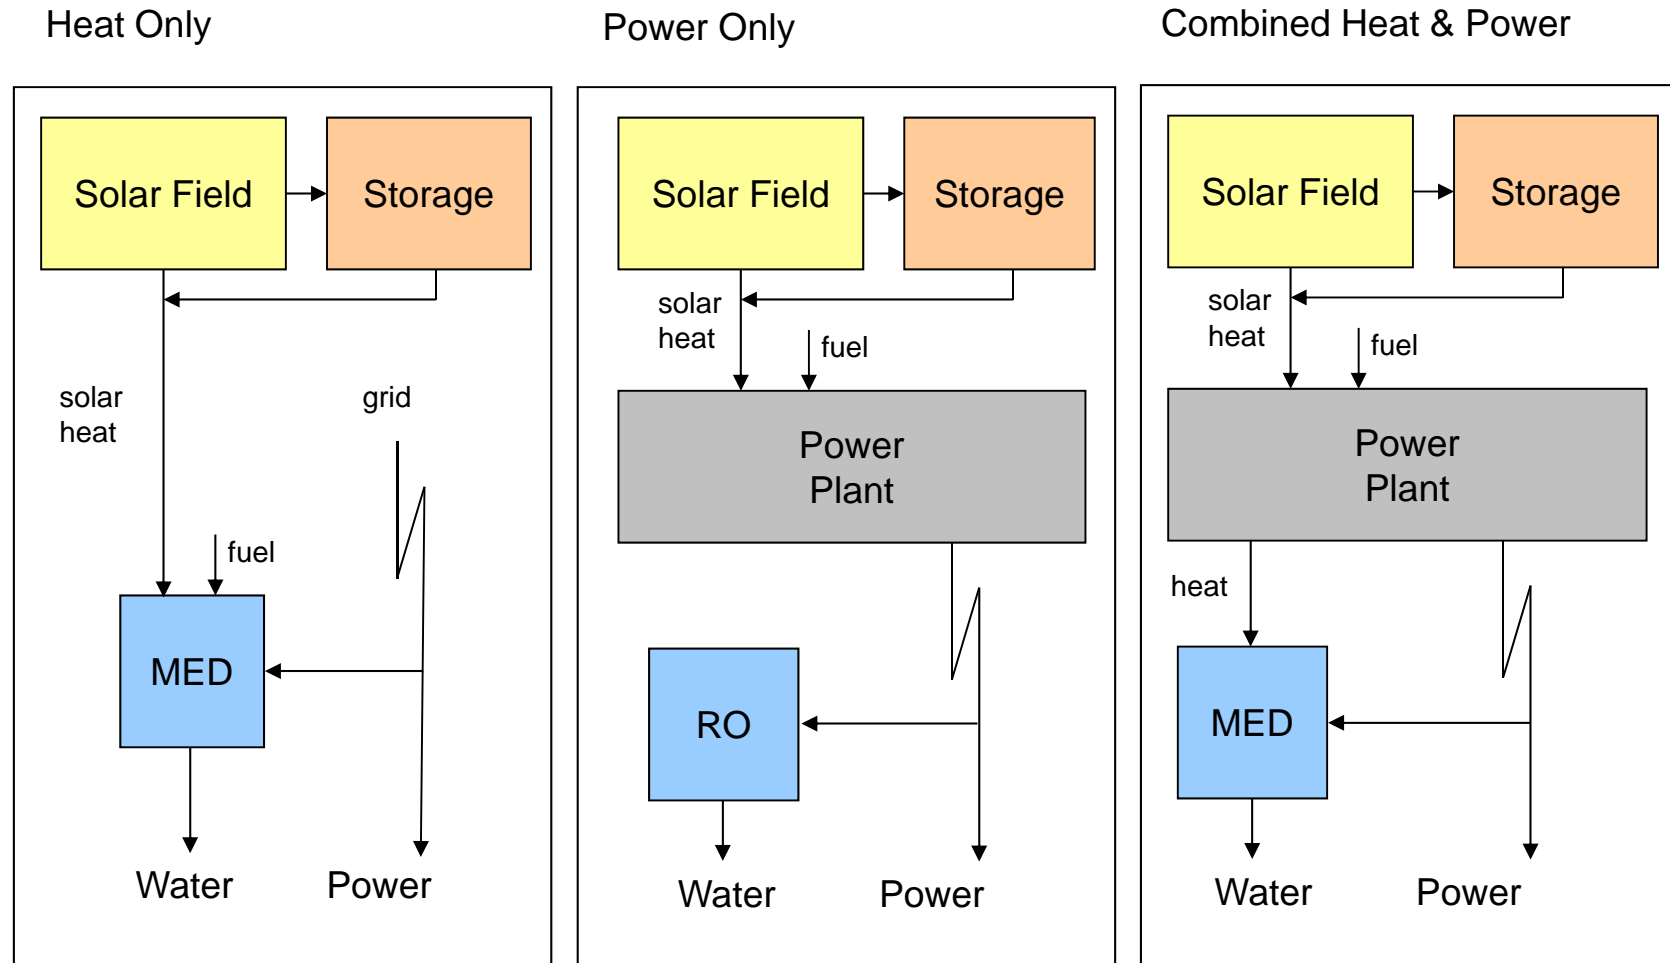 Heat Only
Solar Field
Storage
solar
heat
grid
fuel
MED
Water
Power
Power Only
Solar Field
Storage
solar
heat
fuel
Power
Plant
RO
Water
Power
Combined Heat & Power
Solar Field
Storage
solar
heat
fuel
Power
Plant
heat
MED
Water
Power